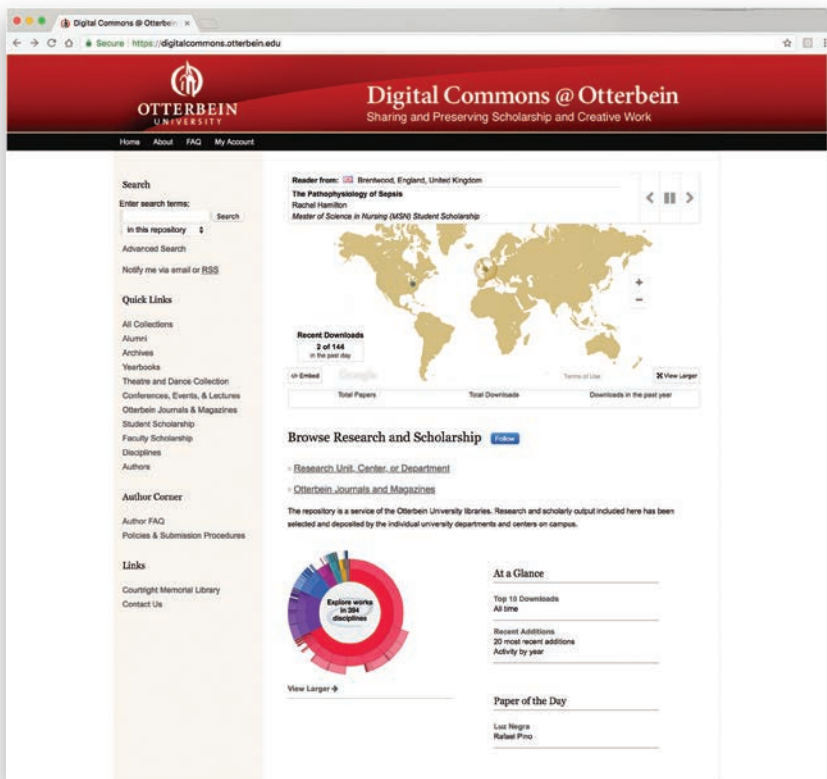 Digital Commons @ Otterbein
Secure https://digitalcommons.otterbein.edu
OTTERBEIN
UNIVERSITY
Digital Commons @ Otterbein
Sharing and Preserving Scholarship and Creative Work
Home About FAQ My Account
Search
Enter search terms:
Search
in this repository
Advanced Search
Notify me via email or RSS
Quick Links
All Collections
Alumni
Archives
Yearbooks
Theatre and Dance Collection
Conferences, Events, & Lectures
Otterbein Journals & Magazines
Student Scholarship
Faculty Scholarship
Disciplines
Authors
Author Corner
Author FAQ
Policies & Submission Procedures
Links
Courtright Memorial Library
Contact Us
Reader from: Brentwood, England, United Kingdom
The Pathophysiology of Sepsis
Rachel Hamilton
Master of Science in Nursing (MSN) Student Scholarship
Recent Downloads
2 of 144
in the past day
</> Embed
Google
Terms of Use
View Larger
Total Papers Total Downloads Downloads in the past year
Browse Research and Scholarship Follow
Research Unit, Center, or Department
Otterbein Journals and Magazines
The repository is a service of the Otterbein University libraries. Research and scholarly output included here has been
selected and deposited by the individual university departments and centers on campus.
Explore works
in 394
disciplines
View Larger
At a Glance
Top 10 Downloads
All time
Recent Additions
20 most recent additions
Activity by year
Paper of the Day
Luz Negra
Rafael Pino